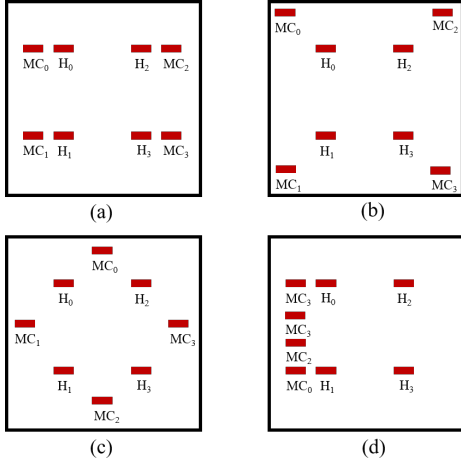 MC₀ H₀ H₂ MC₂
MC₁ H₁ H₃ MC₃
(a)
MC₀ MC₂
H₀ H₂
H₁ H₃
MC₁ MC₃
(b)
MC₀
H₀ H₂
MC₁ MC₃
H₁ H₃
MC₂
(c)
MC₃ H₀ H₂
MC₃
MC₂
MC₀ H₁ H₃
(d)